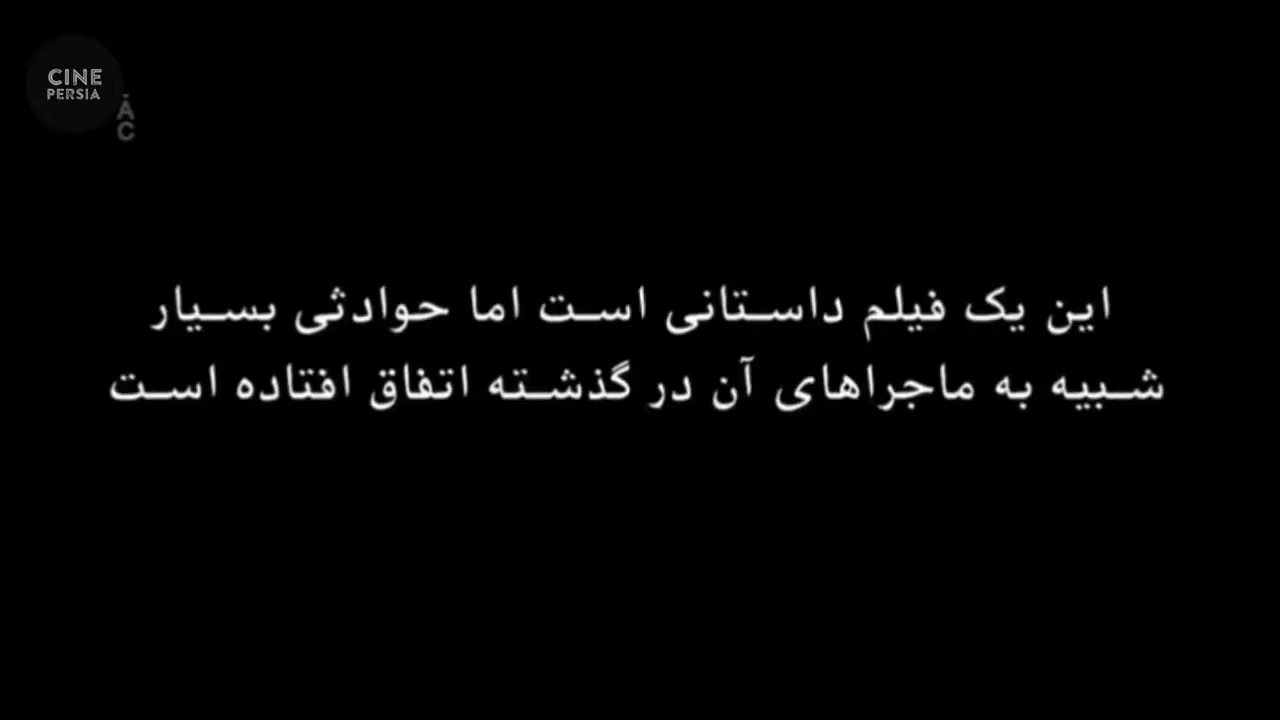 CINE
PERSIA
ĀC
این یک فیلم داستانی است اما حوادثی بسیار
شبیه به ماجراهای آن در گذشته اتفاق افتاده است